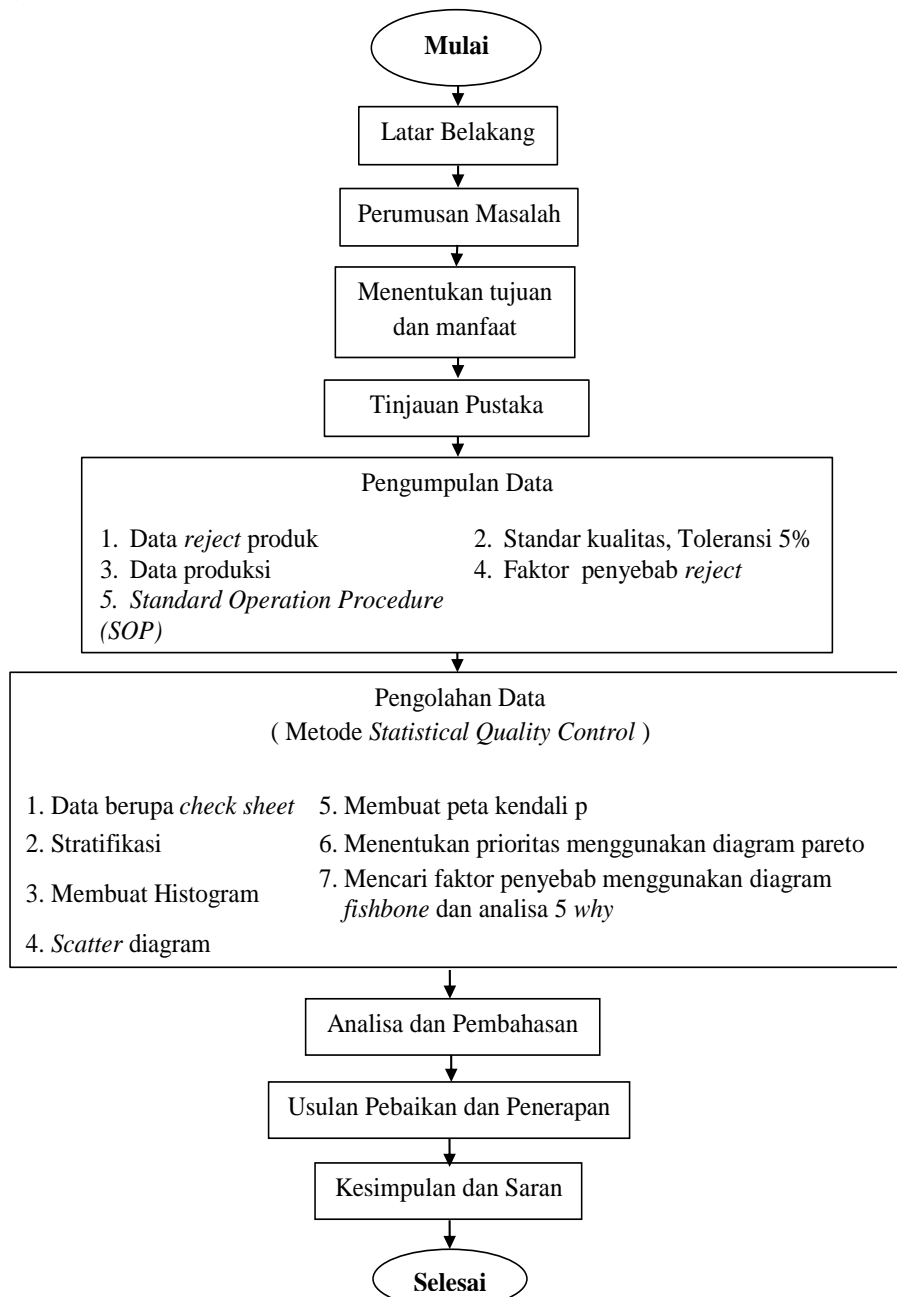 Mulai
Latar Belakang
Perumusan Masalah
Menentukan tujuan
dan manfaat
Tinjauan Pustaka
Pengumpulan Data
1. Data reject produk
2. Standar kualitas, Toleransi 5%
3. Data produksi
4. Faktor penyebab reject
5. Standard Operation Procedure
(SOP)
Pengolahan Data
( Metode Statistical Quality Control )
1. Data berupa check sheet
2. Stratifikasi
3. Membuat Histogram
4. Scatter diagram
5. Membuat peta kendali p
6. Menentukan prioritas menggunakan diagram pareto
7. Mencari faktor penyebab menggunakan diagram
fishbone dan analisa 5 why
Analisa dan Pembahasan
Usulan Pebaikan dan Penerapan
Kesimpulan dan Saran
Selesai